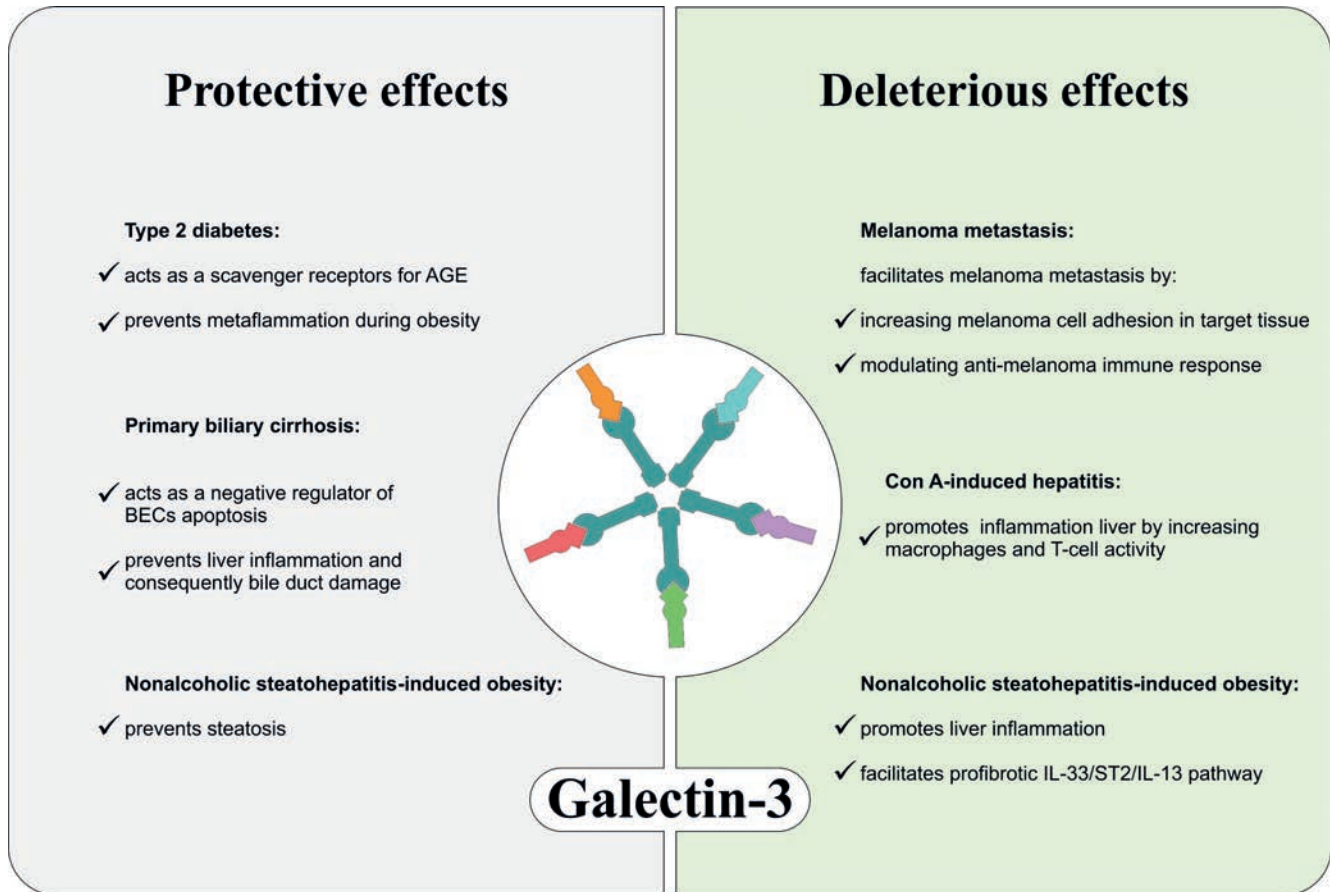 Protective effects
Type 2 diabetes:
acts as a scavenger receptors for AGE
prevents metaflammation during obesity
Primary biliary cirrhosis:
acts as a negative regulator of
BECs apoptosis
prevents liver inflammation and
consequently bile duct damage
Nonalcoholic steatohepatitis-induced obesity:
prevents steatosis
Deleterious effects
Melanoma metastasis:
facilitates melanoma metastasis by:
increasing melanoma cell adhesion in target tissue
modulating anti-melanoma immune response
Con A-induced hepatitis:
promotes inflammation liver by increasing
macrophages and T-cell activity
Nonalcoholic steatohepatitis-induced obesity:
promotes liver inflammation
facilitates profibrotic IL-33/ST2/IL-13 pathway
Galectin-3